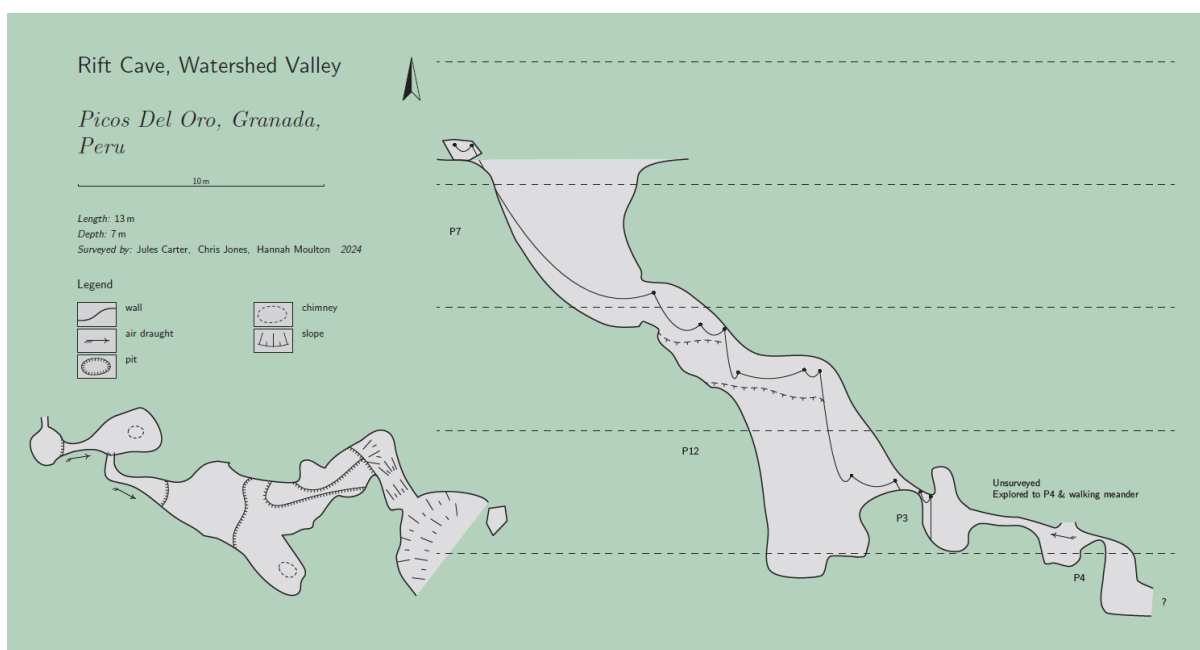 Rift Cave, Watershed Valley
Picos Del Oro, Granada,
Peru
10 m
Length: 13 m
Depth: 7 m
Surveyed by: Jules Carter, Chris Jones, Hannah Moulton 2024
Legend
wall
chimney
air draught
slope
pit
P7
P12
P3
Unsurveyed
Explored to P4 & walking meander
P4
?